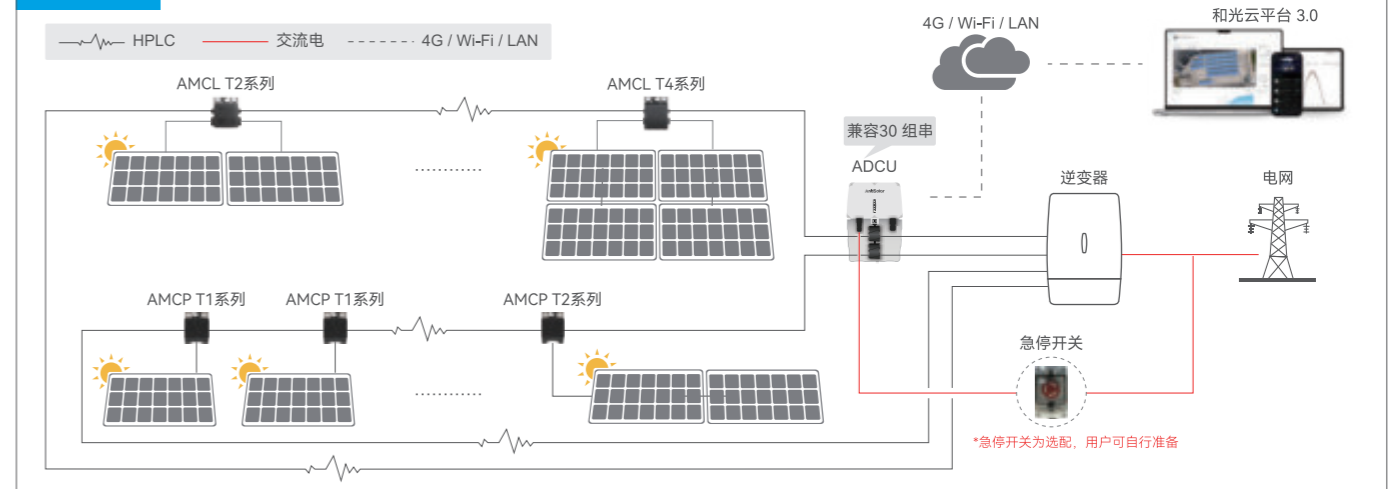 和光云平台 3.0
4G / Wi-Fi / LAN
HPLC
交流电
4G / Wi-Fi / LAN
AMCL T2系列
AMCL T4系列
兼容30 组串
ADCU
逆变器
电网
AMCP T1系列
AMCP T1系列
AMCP T2系列
急停开关
*急停开关为选配，用户可自行准备